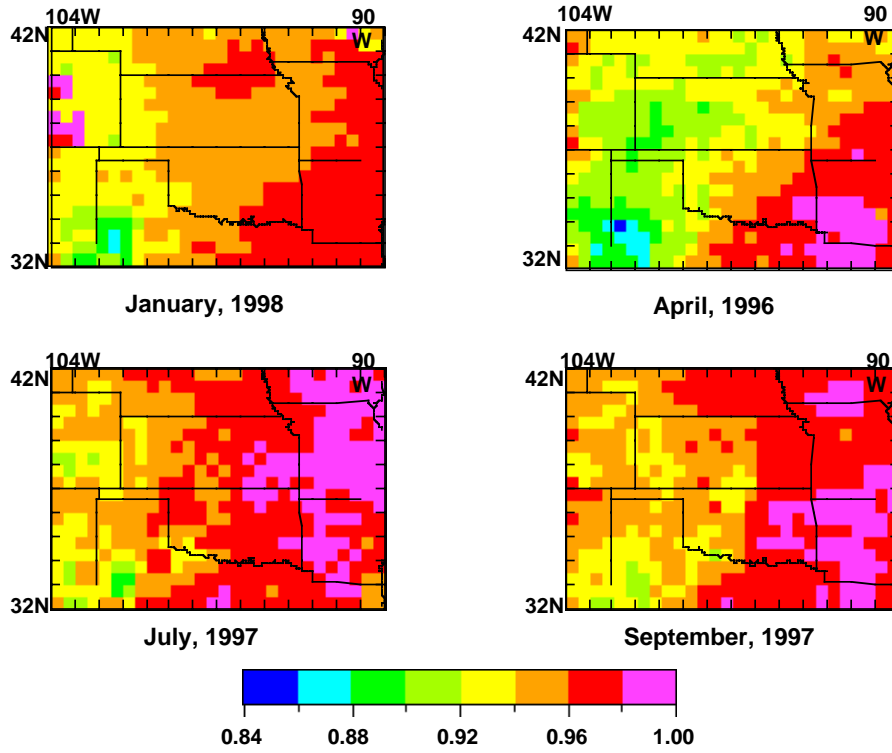 104W 90
42N W
32N
January, 1998
104W 90
42N W
32N
April, 1996
104W 90
42N W
32N
July, 1997
104W 90
42N W
32N
September, 1997
0.84 0.88 0.92 0.96 1.00